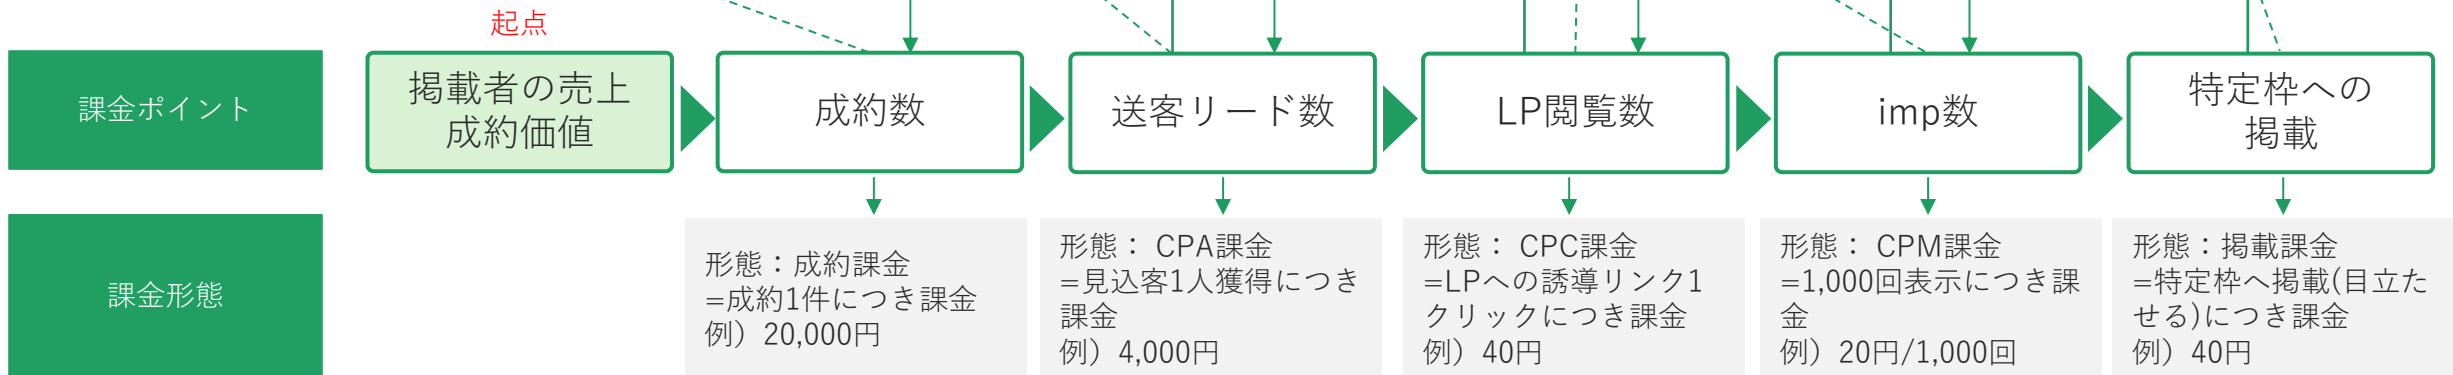 起点
課金ポイント
掲載者の売上
成約価値
成約数
送客リード数
LP閲覧数
imp数
特定枠への
掲載
課金形態
形態：成約課金
=成約1件につき課金
例）20,000円
形態： CPA課金
=見込客1人獲得につき
課金
例）4,000円
形態： CPC課金
=LPへの誘導リンク1
クリックにつき課金
例）40円
形態： CPM課金
=1,000回表示につき課
金
例）20円/1,000回
形態：掲載課金
=特定枠へ掲載(目立た
せる)につき課金
例）40円